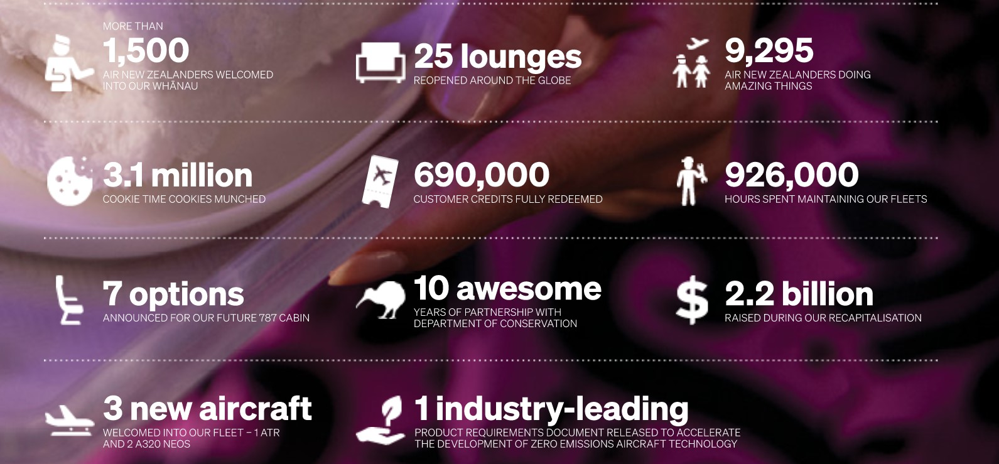 MORE THAN
1,500
AIR NEW ZEALANDERS WELCOMED
INTO OUR WHĀNAU
25 lounges
REOPENED AROUND THE GLOBE
9,295
AIR NEW ZEALANDERS DOING
AMAZING THINGS
3.1 million
COOKIE TIME COOKIES MUNCHED
690,000
CUSTOMER CREDITS FULLY REDEEMED
926,000
HOURS SPENT MAINTAINING OUR FLEETS
7 options
ANNOUNCED FOR OUR FUTURE 787 CABIN
10 awesome
YEARS OF PARTNERSHIP WITH
DEPARTMENT OF CONSERVATION
2.2 billion
RAISED DURING OUR RECAPITALISATION
3 new aircraft
WELCOMED INTO OUR FLEET – 1 ATR
AND 2 A320 NEOS
1 industry-leading
PRODUCT REQUIREMENTS DOCUMENT RELEASED TO ACCELERATE
THE DEVELOPMENT OF ZERO EMISSIONS AIRCRAFT TECHNOLOGY